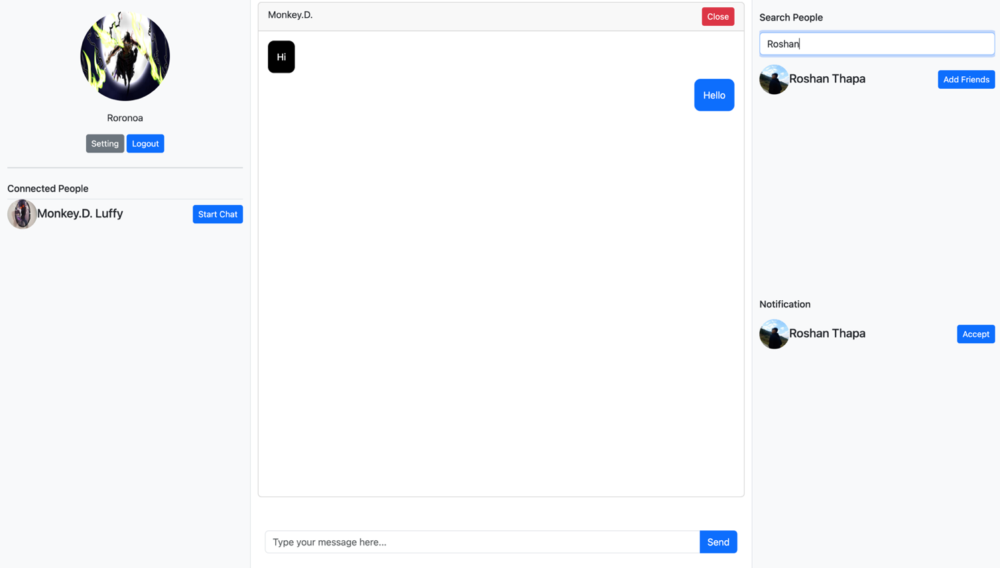 Roronoa
Setting
Logout
Connected People
Monkey.D. Luffy
Start Chat
Monkey.D.
Close
Hi
Hello
Type your message here...
Send
Search People
Roshan
Roshan Thapa
Add Friends
Notification
Roshan Thapa
Accept